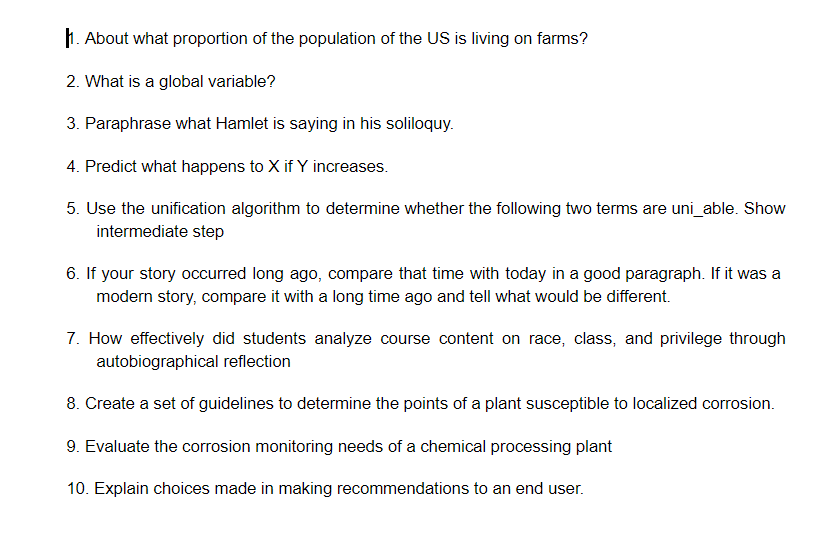 1. About what proportion of the population of the US is living on farms?
2. What is a global variable?
3. Paraphrase what Hamlet is saying in his soliloquy.
4. Predict what happens to X if Y increases.
5. Use the unification algorithm to determine whether the following two terms are uni_able. Show
intermediate step
6. If your story occurred long ago, compare that time with today in a good paragraph. If it was a
modern story, compare it with a long time ago and tell what would be different.
7. How effectively did students analyze course content on race, class, and privilege through
autobiographical reflection
8. Create a set of guidelines to determine the points of a plant susceptible to localized corrosion.
9. Evaluate the corrosion monitoring needs of a chemical processing plant
10. Explain choices made in making recommendations to an end user.